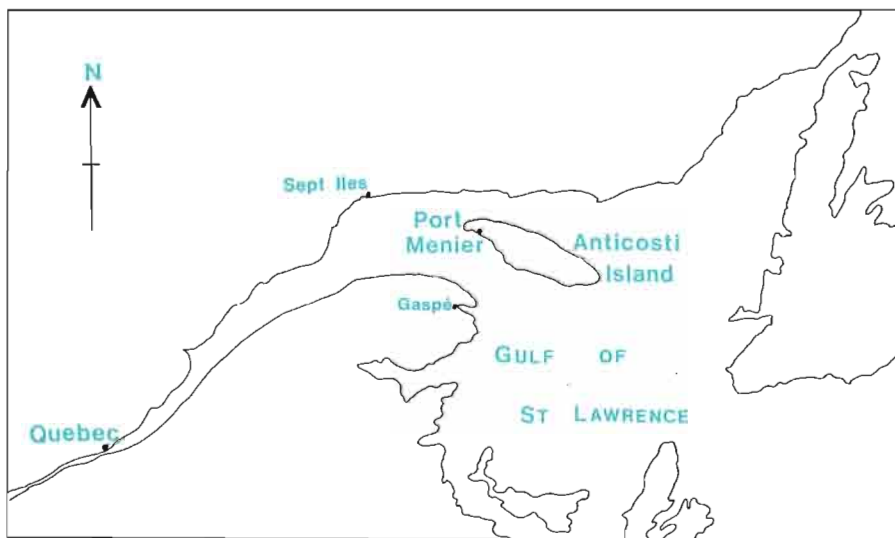 N
Sept Iles
Port
Menier
Anticosti
Island
Gaspé
GULF OF
ST LAWRENCE
Quebec